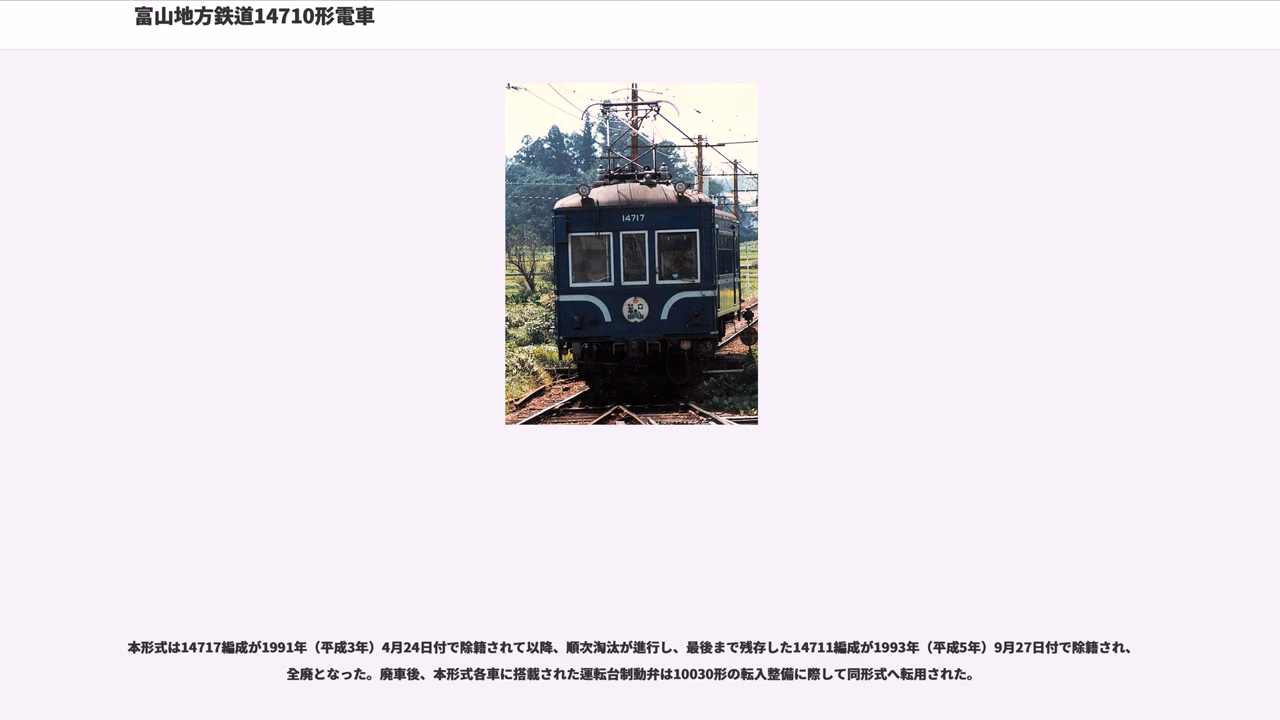 富山地方鉄道14710形電車
14717
本形式は14717編成が1991年（平成3年）4月24日付で除籍されて以降、順次淘汰が進行し、最後まで残存した14711編成が1993年（平成5年）9月27日付で除籍され、
全廃となった。廃車後、本形式各車に搭載された運転台制動弁は10030形の転入整備に際して同形式へ転用された。